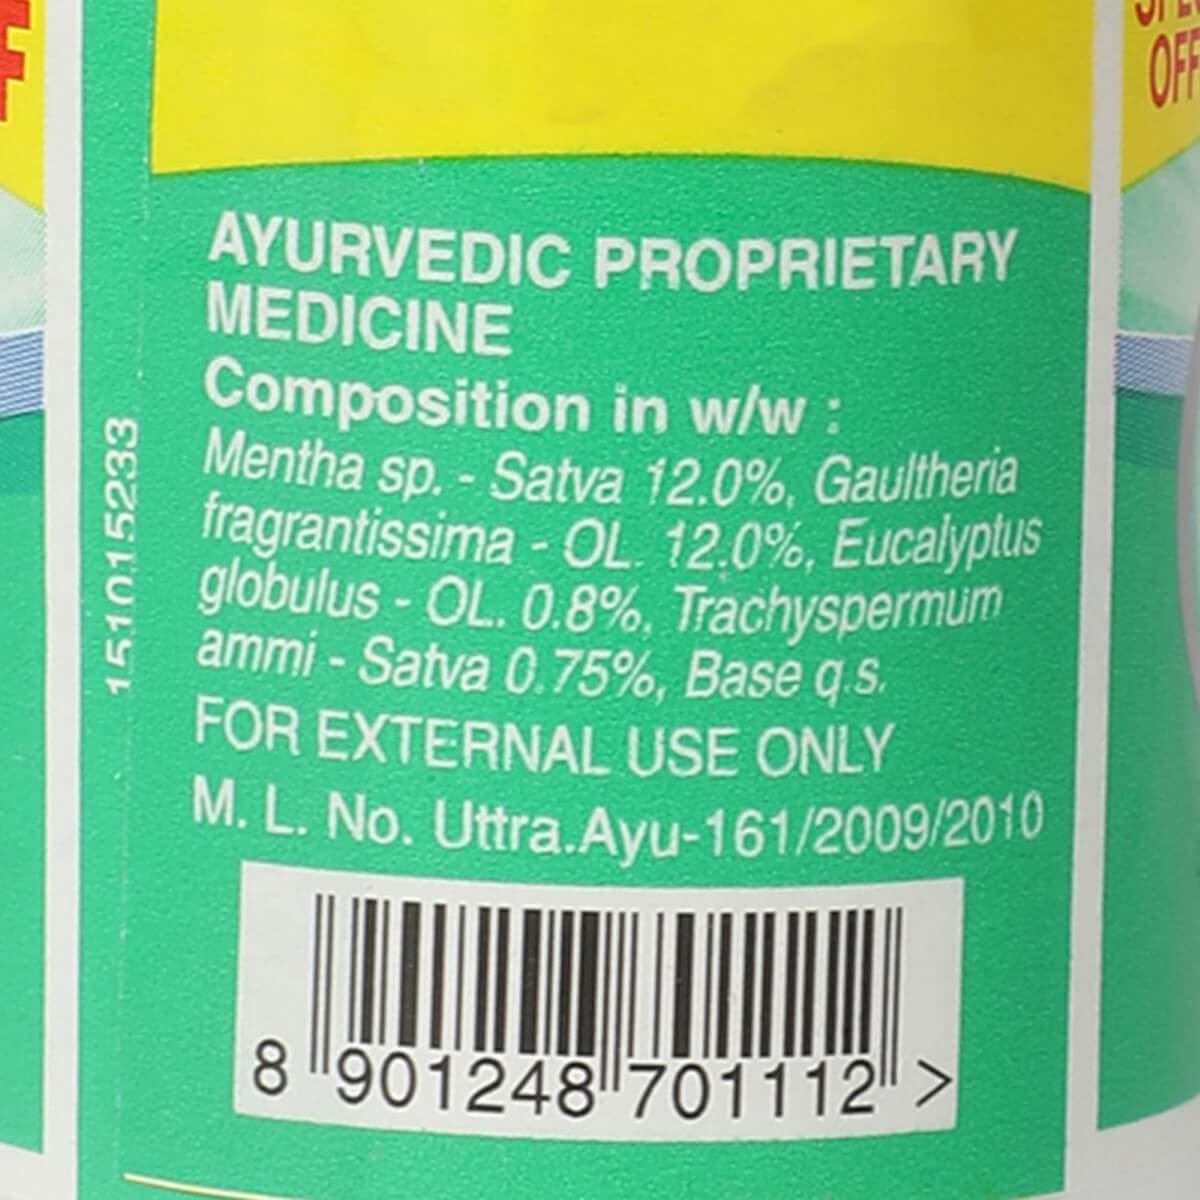 AYURVEDIC PROPRIETARY
MEDICINE
Composition in w/w :
Mentha sp. - Satva 12.0%, Gaultheria
fragrantissima - OL. 12.0%, Eucalyptus
globulus - OL. 0.8%, Trachyspermum
ammi - Satva 0.75%, Base q.s.
FOR EXTERNAL USE ONLY
M. L. No. Uttra.Ayu-161/2009/2010
8 901248 701112 >
151015233